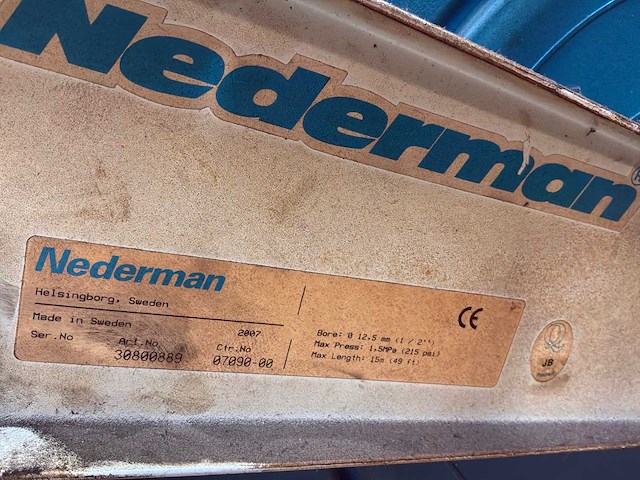 Nederman
Nederman
Helsingborg, Sweden
Made in Sweden 2007
Ser.No Art.No Ctr.No
30800889 07090-00
Bore: Ø 12,5 mm (1 / 2'')
Max Press: 1,5MPa (215 psi)
Max Length: 15m (49 ft)
CE
JB